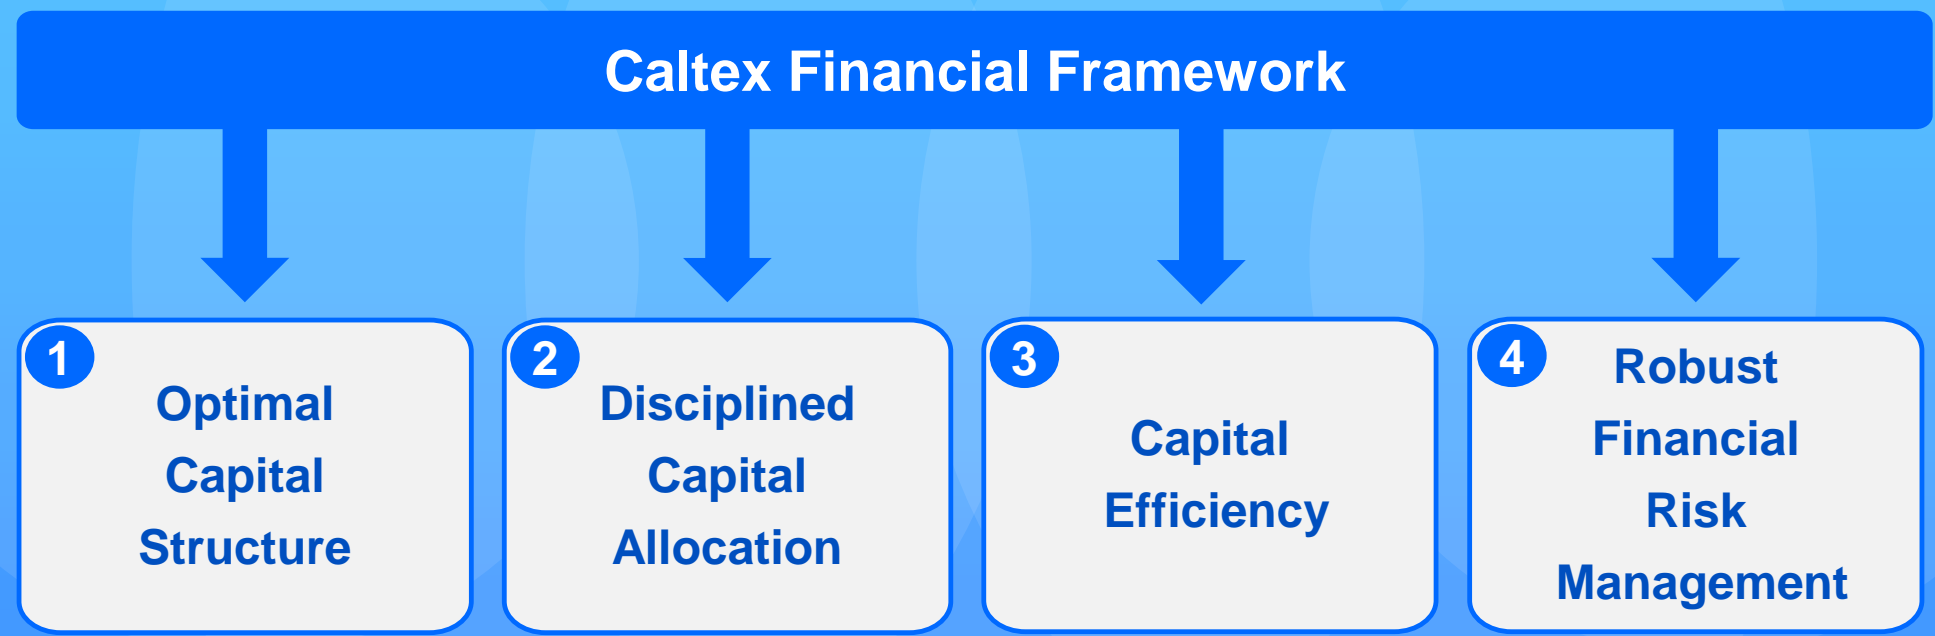 Caltex Financial Framework
1
Optimal
Capital
Structure
2
Disciplined
Capital
Allocation
3
Capital
Efficiency
4
Robust
Financial
Risk
Management